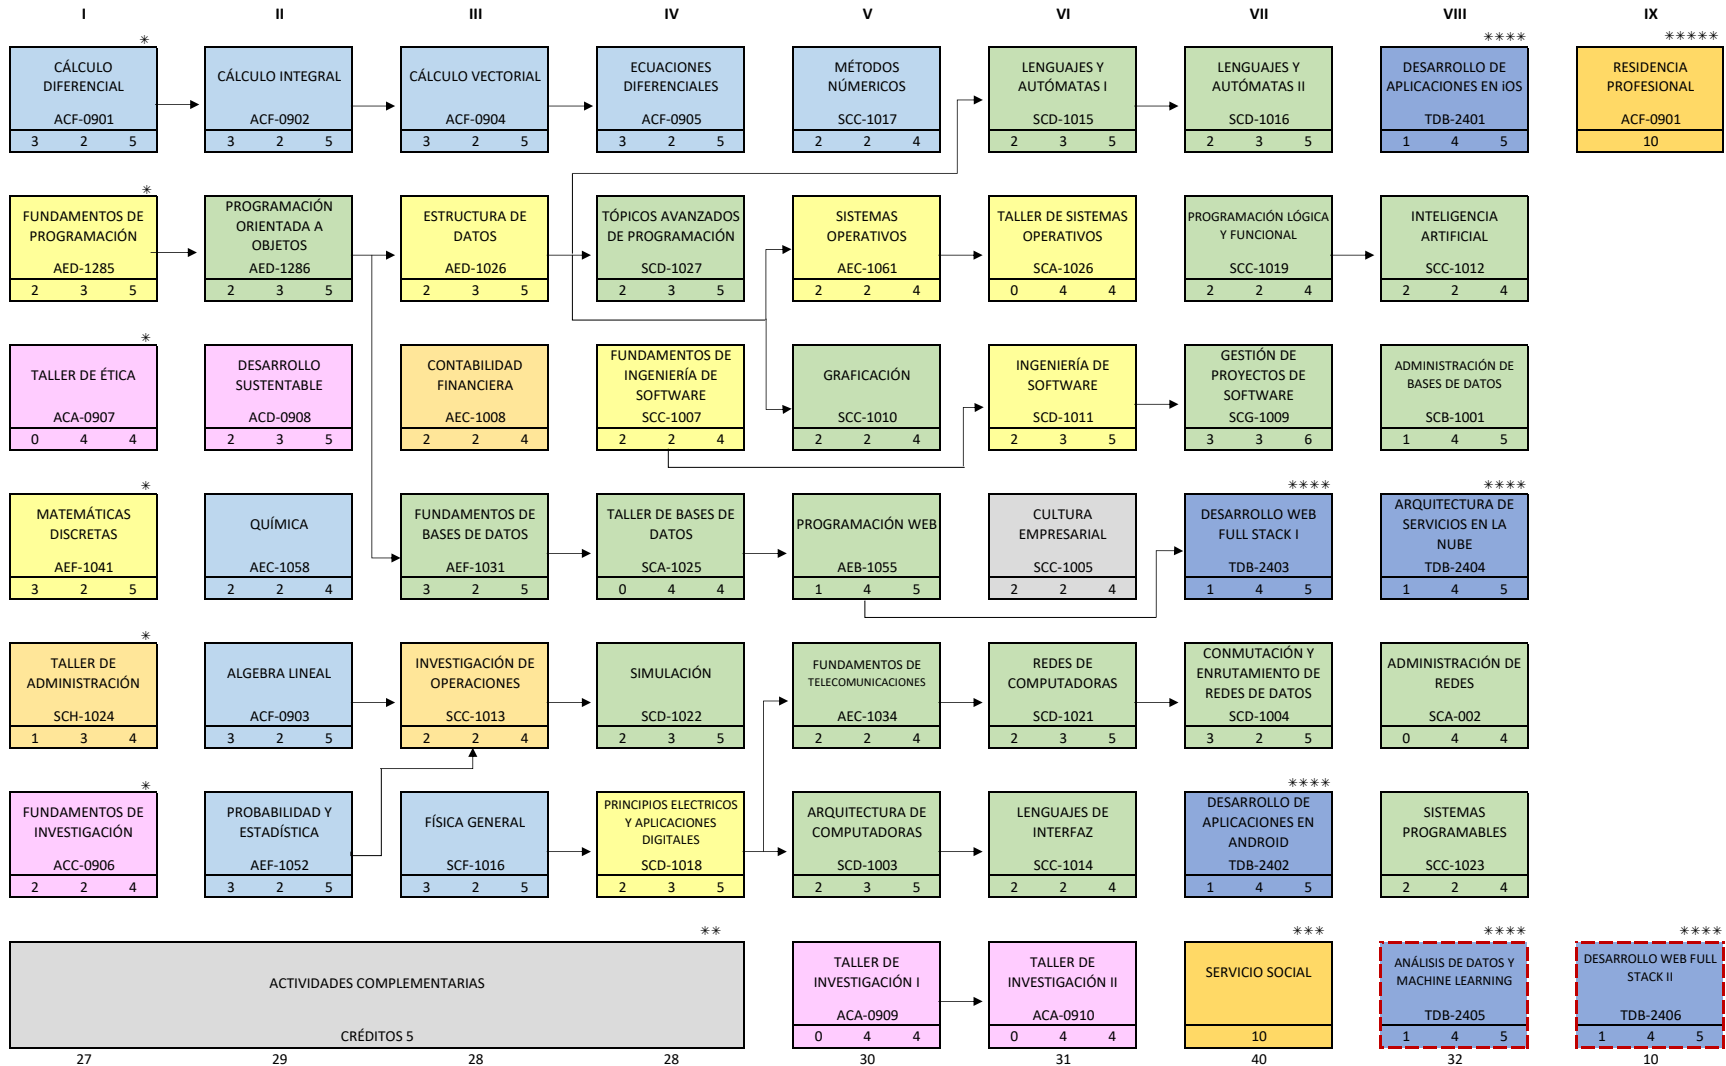 I II III IV V VI VII VIII IX
* **** *****
CÁLCULO
DIFERENCIAL
ACF-0901
3 2 5
CÁLCULO INTEGRAL
ACF-0902
3 2 5
CÁLCULO VECTORIAL
ACF-0904
3 2 5
ECUACIONES
DIFERENCIALES
ACF-0905
3 2 5
MÉTODOS
NÚMERICOS
SCC-1017
2 2 4
LENGUAJES Y
AUTÓMATAS I
SCD-1015
2 3 5
LENGUAJES Y
AUTÓMATAS II
SCD-1016
2 3 5
DESARROLLO DE
APLICACIONES EN iOS
TDB-2401
1 4 5
RESIDENCIA
PROFESIONAL
ACF-0901
10
*
FUNDAMENTOS DE
PROGRAMACIÓN
AED-1285
2 3 5
PROGRAMACIÓN
ORIENTADA A
OBJETOS
AED-1286
2 3 5
ESTRUCTURA DE
DATOS
AED-1026
2 3 5
TÓPICOS AVANZADOS
DE PROGRAMACIÓN
SCD-1027
2 3 5
SISTEMAS
OPERATIVOS
AEC-1061
2 2 4
TALLER DE SISTEMAS
OPERATIVOS
SCA-1026
0 4 4
PROGRAMACIÓN LÓGICA
Y FUNCIONAL
SCC-1019
2 2 4
INTELIGENCIA
ARTIFICIAL
SCC-1012
2 2 4
*
TALLER DE ÉTICA
ACA-0907
0 4 4
DESARROLLO
SUSTENTABLE
ACD-0908
2 3 5
CONTABILIDAD
FINANCIERA
AEC-1008
2 2 4
FUNDAMENTOS DE
INGENIERÍA DE
SOFTWARE
SCC-1007
2 2 4
GRAFICACIÓN
SCC-1010
2 2 4
INGENIERÍA DE
SOFTWARE
SCD-1011
2 3 5
GESTIÓN DE
PROYECTOS DE
SOFTWARE
SCG-1009
3 3 6
ADMINISTRACIÓN DE
BASES DE DATOS
SCB-1001
1 4 5
* **** ****
MATEMÁTICAS
DISCRETAS
AEF-1041
3 2 5
QUÍMICA
AEC-1058
2 2 4
FUNDAMENTOS DE
BASES DE DATOS
AEF-1031
3 2 5
TALLER DE BASES DE
DATOS
SCA-1025
0 4 4
PROGRAMACIÓN WEB
AEB-1055
1 4 5
CULTURA
EMPRESARIAL
SCC-1005
2 2 4
DESARROLLO WEB
FULL STACK I
TDB-2403
1 4 5
ARQUITECTURA DE
SERVICIOS EN LA
NUBE
TDB-2404
1 4 5
*
TALLER DE
ADMINISTRACIÓN
SCH-1024
1 3 4
ALGEBRA LINEAL
ACF-0903
3 2 5
INVESTIGACIÓN DE
OPERACIONES
SCC-1013
2 2 4
SIMULACIÓN
SCD-1022
2 3 5
FUNDAMENTOS DE
TELECOMUNICACIONES
AEC-1034
2 2 4
REDES DE
COMPUTADORAS
SCD-1021
2 3 5
CONMUTACIÓN Y
ENRUTAMIENTO DE
REDES DE DATOS
SCD-1004
3 2 5
ADMINISTRACIÓN DE
REDES
SCA-002
0 4 4
* ****
FUNDAMENTOS DE
INVESTIGACIÓN
ACC-0906
2 2 4
PROBABILIDAD Y
ESTADÍSTICA
AEF-1052
3 2 5
FÍSICA GENERAL
SCF-1016
3 2 5
PRINCIPIOS ELECTRICOS
Y APLICACIONES
DIGITALES
SCD-1018
2 3 5
ARQUITECTURA DE
COMPUTADORAS
SCD-1003
2 3 5
LENGUAJES DE
INTERFAZ
SCC-1014
2 2 4
DESARROLLO DE
APLICACIONES EN
ANDROID
TDB-2402
1 4 5
SISTEMAS
PROGRAMABLES
SCC-1023
2 2 4
** *** **** ****
ACTIVIDADES COMPLEMENTARIAS
CRÉDITOS 5
TALLER DE
INVESTIGACIÓN I
ACA-0909
0 4 4
TALLER DE
INVESTIGACIÓN II
ACA-0910
0 4 4
SERVICIO SOCIAL
10
ANÁLISIS DE DATOS Y
MACHINE LEARNING
TDB-2405
1 4 5
DESARROLLO WEB FULL
STACK II
TDB-2406
1 4 5
27 29 28 28 30 31 40 32 10